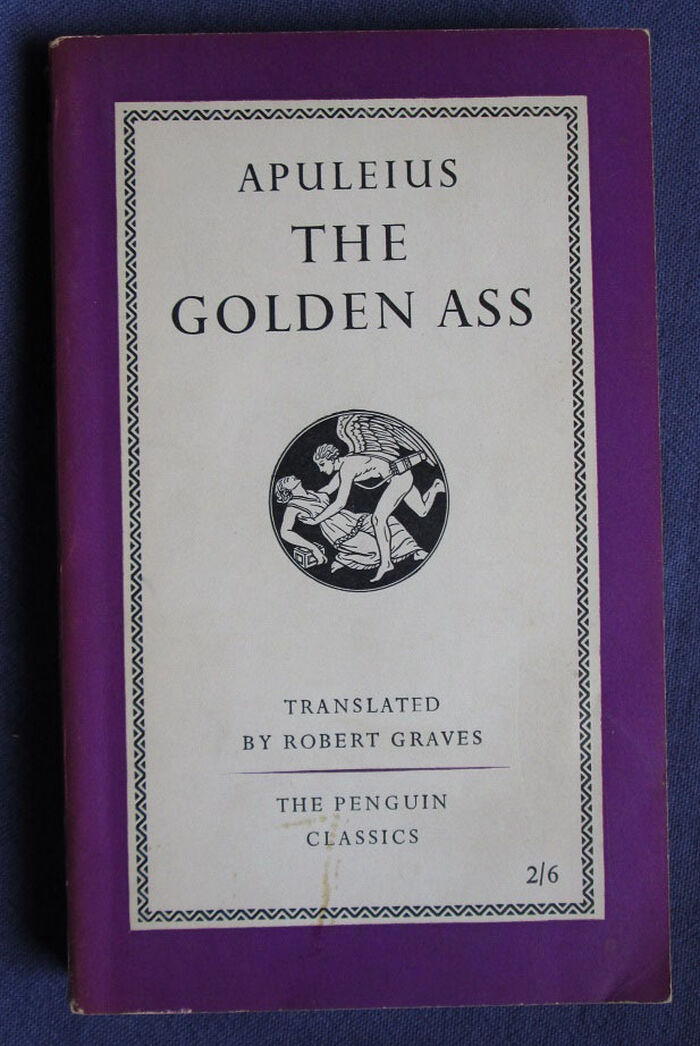 APULEIUS
THE
GOLDEN ASS
TRANSLATED
BY ROBERT GRAVES
THE PENGUIN
CLASSICS
2/6